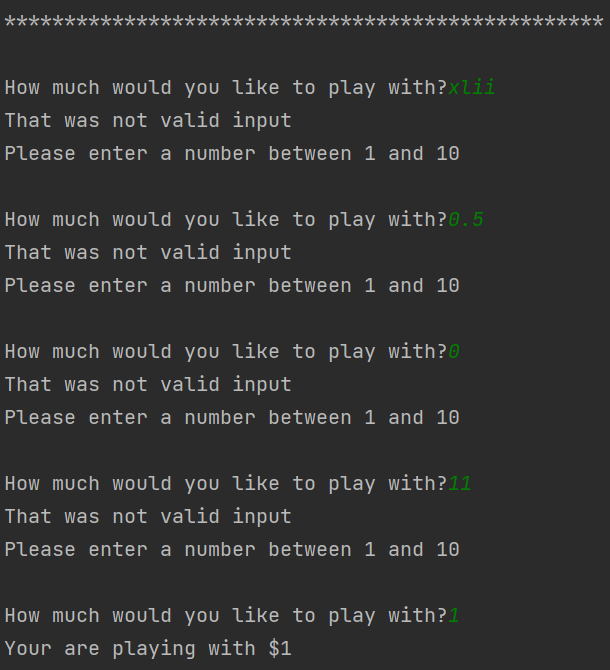 **************************************************
How much would you like to play with?xlii
That was not valid input
Please enter a number between 1 and 10
How much would you like to play with?0.5
That was not valid input
Please enter a number between 1 and 10
How much would you like to play with?0
That was not valid input
Please enter a number between 1 and 10
How much would you like to play with?11
That was not valid input
Please enter a number between 1 and 10
How much would you like to play with?1
Your are playing with $1